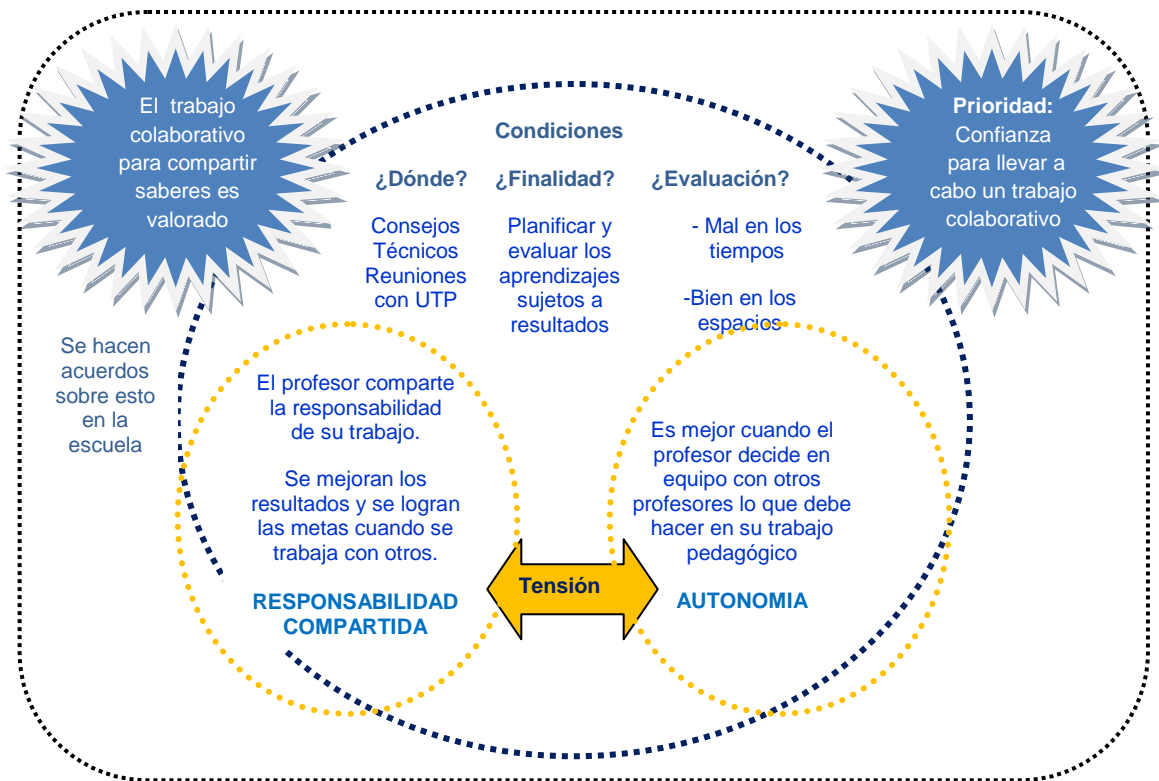 El trabajo
colaborativo
para compartir
saberes es
valorado
Prioridad:
Confianza
para llevar a
cabo un trabajo
colaborativo
Condiciones
¿Dónde?
Consejos
Técnicos
Reuniones
con UTP
¿Finalidad?
Planificar y
evaluar los
aprendizajes
sujetos a
resultados
¿Evaluación?
- Mal en los
tiempos
-Bien en los
espacios
Se hacen
acuerdos
sobre esto
en la
escuela
El profesor comparte
la responsabilidad
de su trabajo.
Se mejoran los
resultados y se logran
las metas cuando se
trabaja con otros.
RESPONSABILIDAD
COMPARTIDA
Tensión
Es mejor cuando el
profesor decide en
equipo con otros
profesores lo que debe
hacer en su trabajo
pedagógico
AUTONOMIA